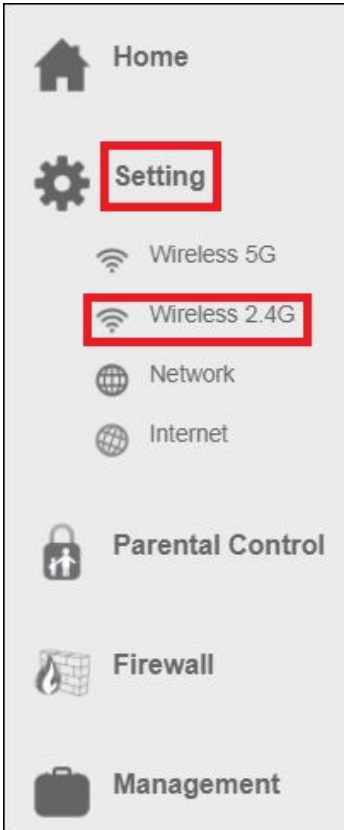 Home
Setting
Wireless 5G
Wireless 2.4G
Network
Internet
Parental Control
Firewall
Management